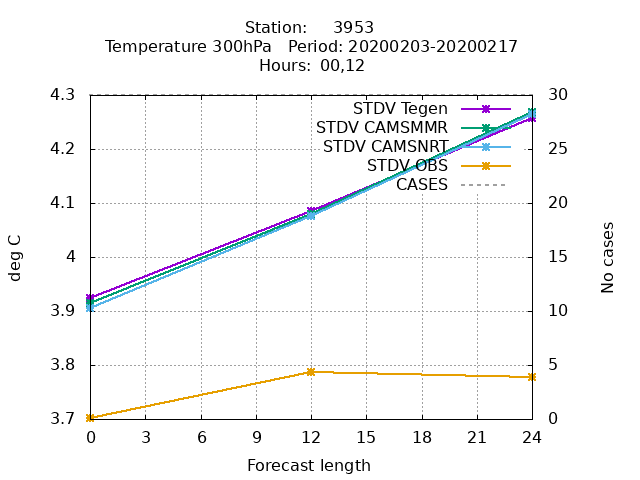 Station: 3953
Temperature 300hPa Period: 20200203-20200217
Hours: 00,12
4.3
4.2
4.1
4
3.9
3.8
3.7
deg C
STDV Tegen
STDV CAMSMMR
STDV CAMSNRT
STDV OBS
CASES
30
25
20
15
10
5
0
No cases
0 3 6 9 12 15 18 21 24
Forecast length